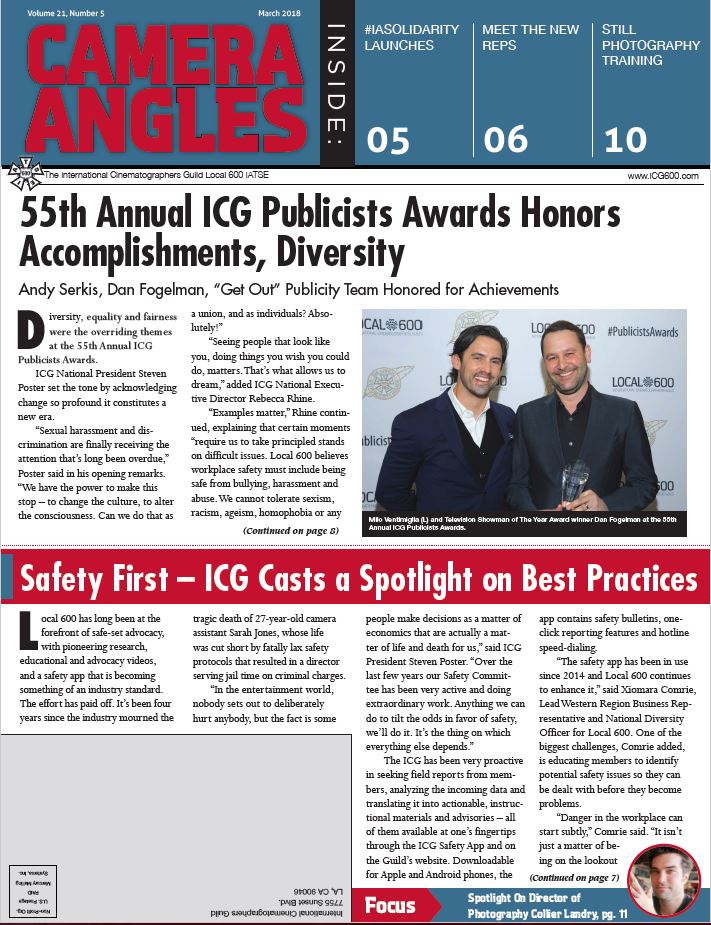 Volume 21, Number 5
March 2018
CAMERA
ANGLES
INSIDE:
#IASOLIDARITY
LAUNCHES
05
MEET THE NEW
REPS
06
STILL
PHOTOGRAPHY
TRAINING
10
The International Cinematographers Guild Local 600 IATSE
www.ICG600.com
55th Annual ICG Publicists Awards Honors
Accomplishments, Diversity
Andy Serkis, Dan Fogelman, “Get Out” Publicity Team Honored for Achievements
Diversity, equality and fairness
were the overriding themes
at the 55th Annual ICG
Publicists Awards.
ICG National President Steven
Poster set the tone by acknowledging
change so profound it constitutes a
new era.
“Sexual harassment and dis-
crimination are finally receiving the
attention that’s long been overdue,”
Poster said in his opening remarks.
“We have the power to make this
stop – to change the culture, to alter
the consciousness. Can we do that as
a union, and as individuals? Abso-
lutely!”
“Seeing people that look like
you, doing things you wish you could
do, matters. That’s what allows us to
dream,” added ICG National Execu-
tive Director Rebecca Rhine.
“Examples matter,” Rhine contin-
ued, explaining that certain moments
“require us to take principled stands
on difficult issues. Local 600 believes
workplace safety must include being
safe from bullying, harassment and
abuse. We cannot tolerate sexism,
racism, ageism, homophobia or any
(Continued on page 8)
OCAL 600
LOC
#PublicistsAwards
LOCAL 600
ublicist
OCA
Milo Ventimiglia (L) and Television Showman of The Year Award winner Dan Fogelman at the 55th
Annual ICG Publicists Awards.
Safety First – ICG Casts a Spotlight on Best Practices
Local 600 has long been at the
forefront of safe-set advocacy,
with pioneering research,
educational and advocacy videos,
and a safety app that is becoming
something of an industry standard.
The effort has paid off. It’s been four
years since the industry mourned the
tragic death of 27-year-old camera
assistant Sarah Jones, whose life
was cut short by fatally lax safety
protocols that resulted in a director
serving jail time on criminal charges.
“In the entertainment world,
nobody sets out to deliberately
hurt anybody, but the fact is some
people make decisions as a matter of
economics that are actually a mat-
ter of life and death for us,” said ICG
President Steven Poster. “Over the
last few years our Safety Commit-
tee has been very active and doing
extraordinary work. Anything we can
do to tilt the odds in favor of safety,
we’ll do it. It’s the thing on which
everything else depends.”
The ICG has been very proactive
in seeking field reports from mem-
bers, analyzing the incoming data and
translating it into actionable, instruc-
tional materials and advisories – all
of them available at one’s fingertips
through the ICG Safety App and on
the Guild’s website. Downloadable
for Apple and Android phones, the
app contains safety bulletins, one-
click reporting features and hotline
speed-dialing.
“The safety app has been in use
since 2014 and Local 600 continues
to enhance it,” said Xiomara Comrie,
Lead Western Region Business Rep-
resentative and National Diversity
Officer for Local 600. One of the
biggest challenges, Comrie added,
is educating members to identify
potential safety issues so they can
be dealt with before they become
problems.
“Danger in the workplace can
start subtly,” Comrie said. “It isn’t
just a matter of be-
ing on the lookout
(Continued on page 7)
International Cinematographers Guild
7755 Sunset Blvd.
LA, CA 90046
Non-Profit Org.
U.S. Postage
PAID
Mercury Mailing
Systems, Inc.
Focus
Spotlight On Director of
Photography Collier Landry, pg. 11